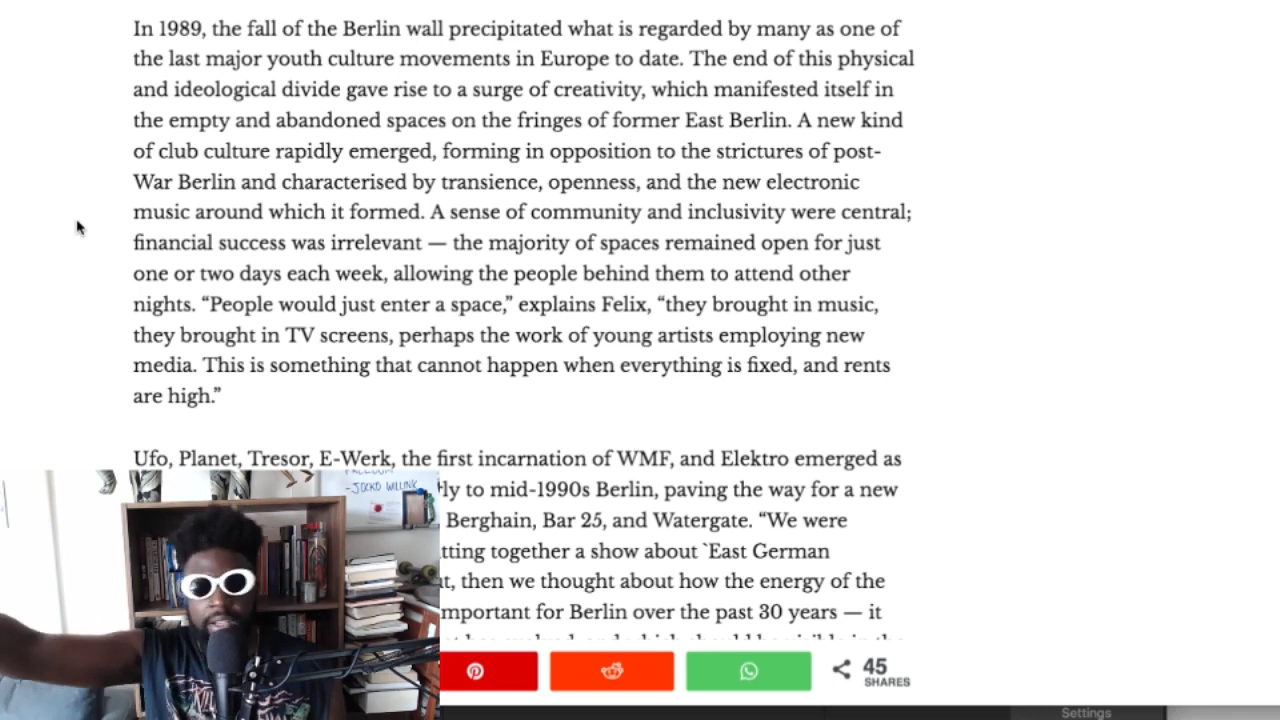 In 1989, the fall of the Berlin wall precipitated what is regarded by many as one of
the last major youth culture movements in Europe to date. The end of this physical
and ideological divide gave rise to a surge of creativity, which manifested itself in
the empty and abandoned spaces on the fringes of former East Berlin. A new kind
of club culture rapidly emerged, forming in opposition to the strictures of post-
War Berlin and characterised by transience, openness, and the new electronic
music around which it formed. A sense of community and inclusivity were central;
financial success was irrelevant — the majority of spaces remained open for just
one or two days each week, allowing the people behind them to attend other
nights. “People would just enter a space,” explains Felix, “they brought in music,
they brought in TV screens, perhaps the work of young artists employing new
media. This is something that cannot happen when everything is fixed, and rents
are high.”
Ufo, Planet, Tresor, E-Werk, the first incarnation of WMF, and Elektro emerged as
ly to mid-1990s Berlin, paving the way for a new
Berghain, Bar 25, and Watergate. “We were
tting together a show about `East German
t, then we thought about how the energy of the
mportant for Berlin over the past 30 years — it
FREEDOM
-JOCKO WILLINK
45
SHARES
Settings